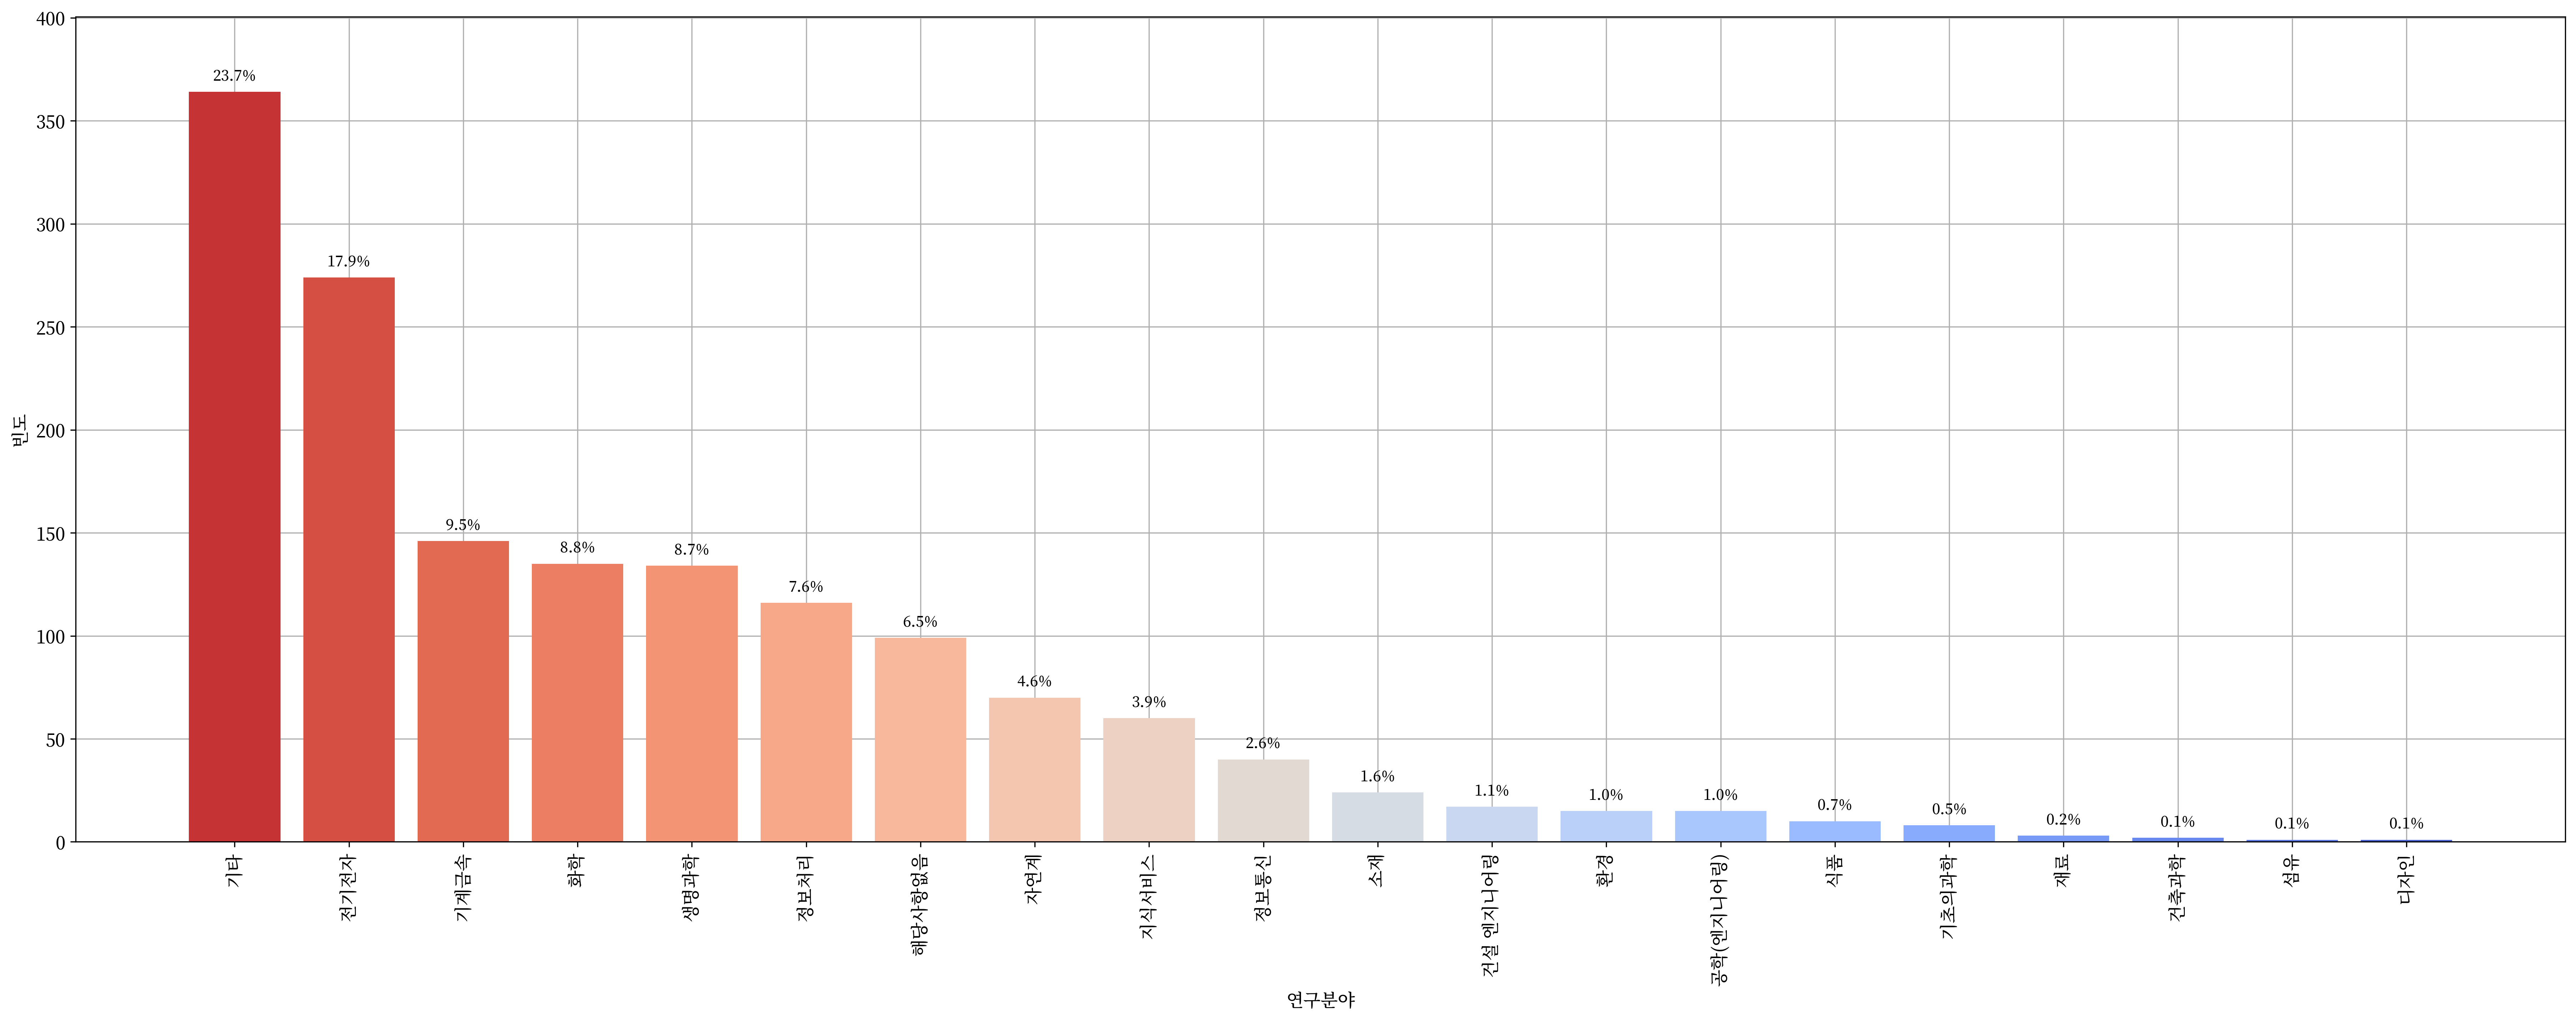 400
350
300
250
200
150
100
50
0
빈도
23.7%
17.9%
9.5%
8.8%
8.7%
7.6%
6.5%
4.6%
3.9%
2.6%
1.6%
1.1%
1.0%
1.0%
0.7%
0.5%
0.2%
0.1%
0.1%
0.1%
기타
전기전자
기계금속
화학
생명과학
정보처리
해당사항없음
자연계
지식서비스
정보통신
소재
건설 엔지니어링
환경
공학(엔지니어링)
식품
기초의과학
재료
건축과학
섬유
디자인
연구분야